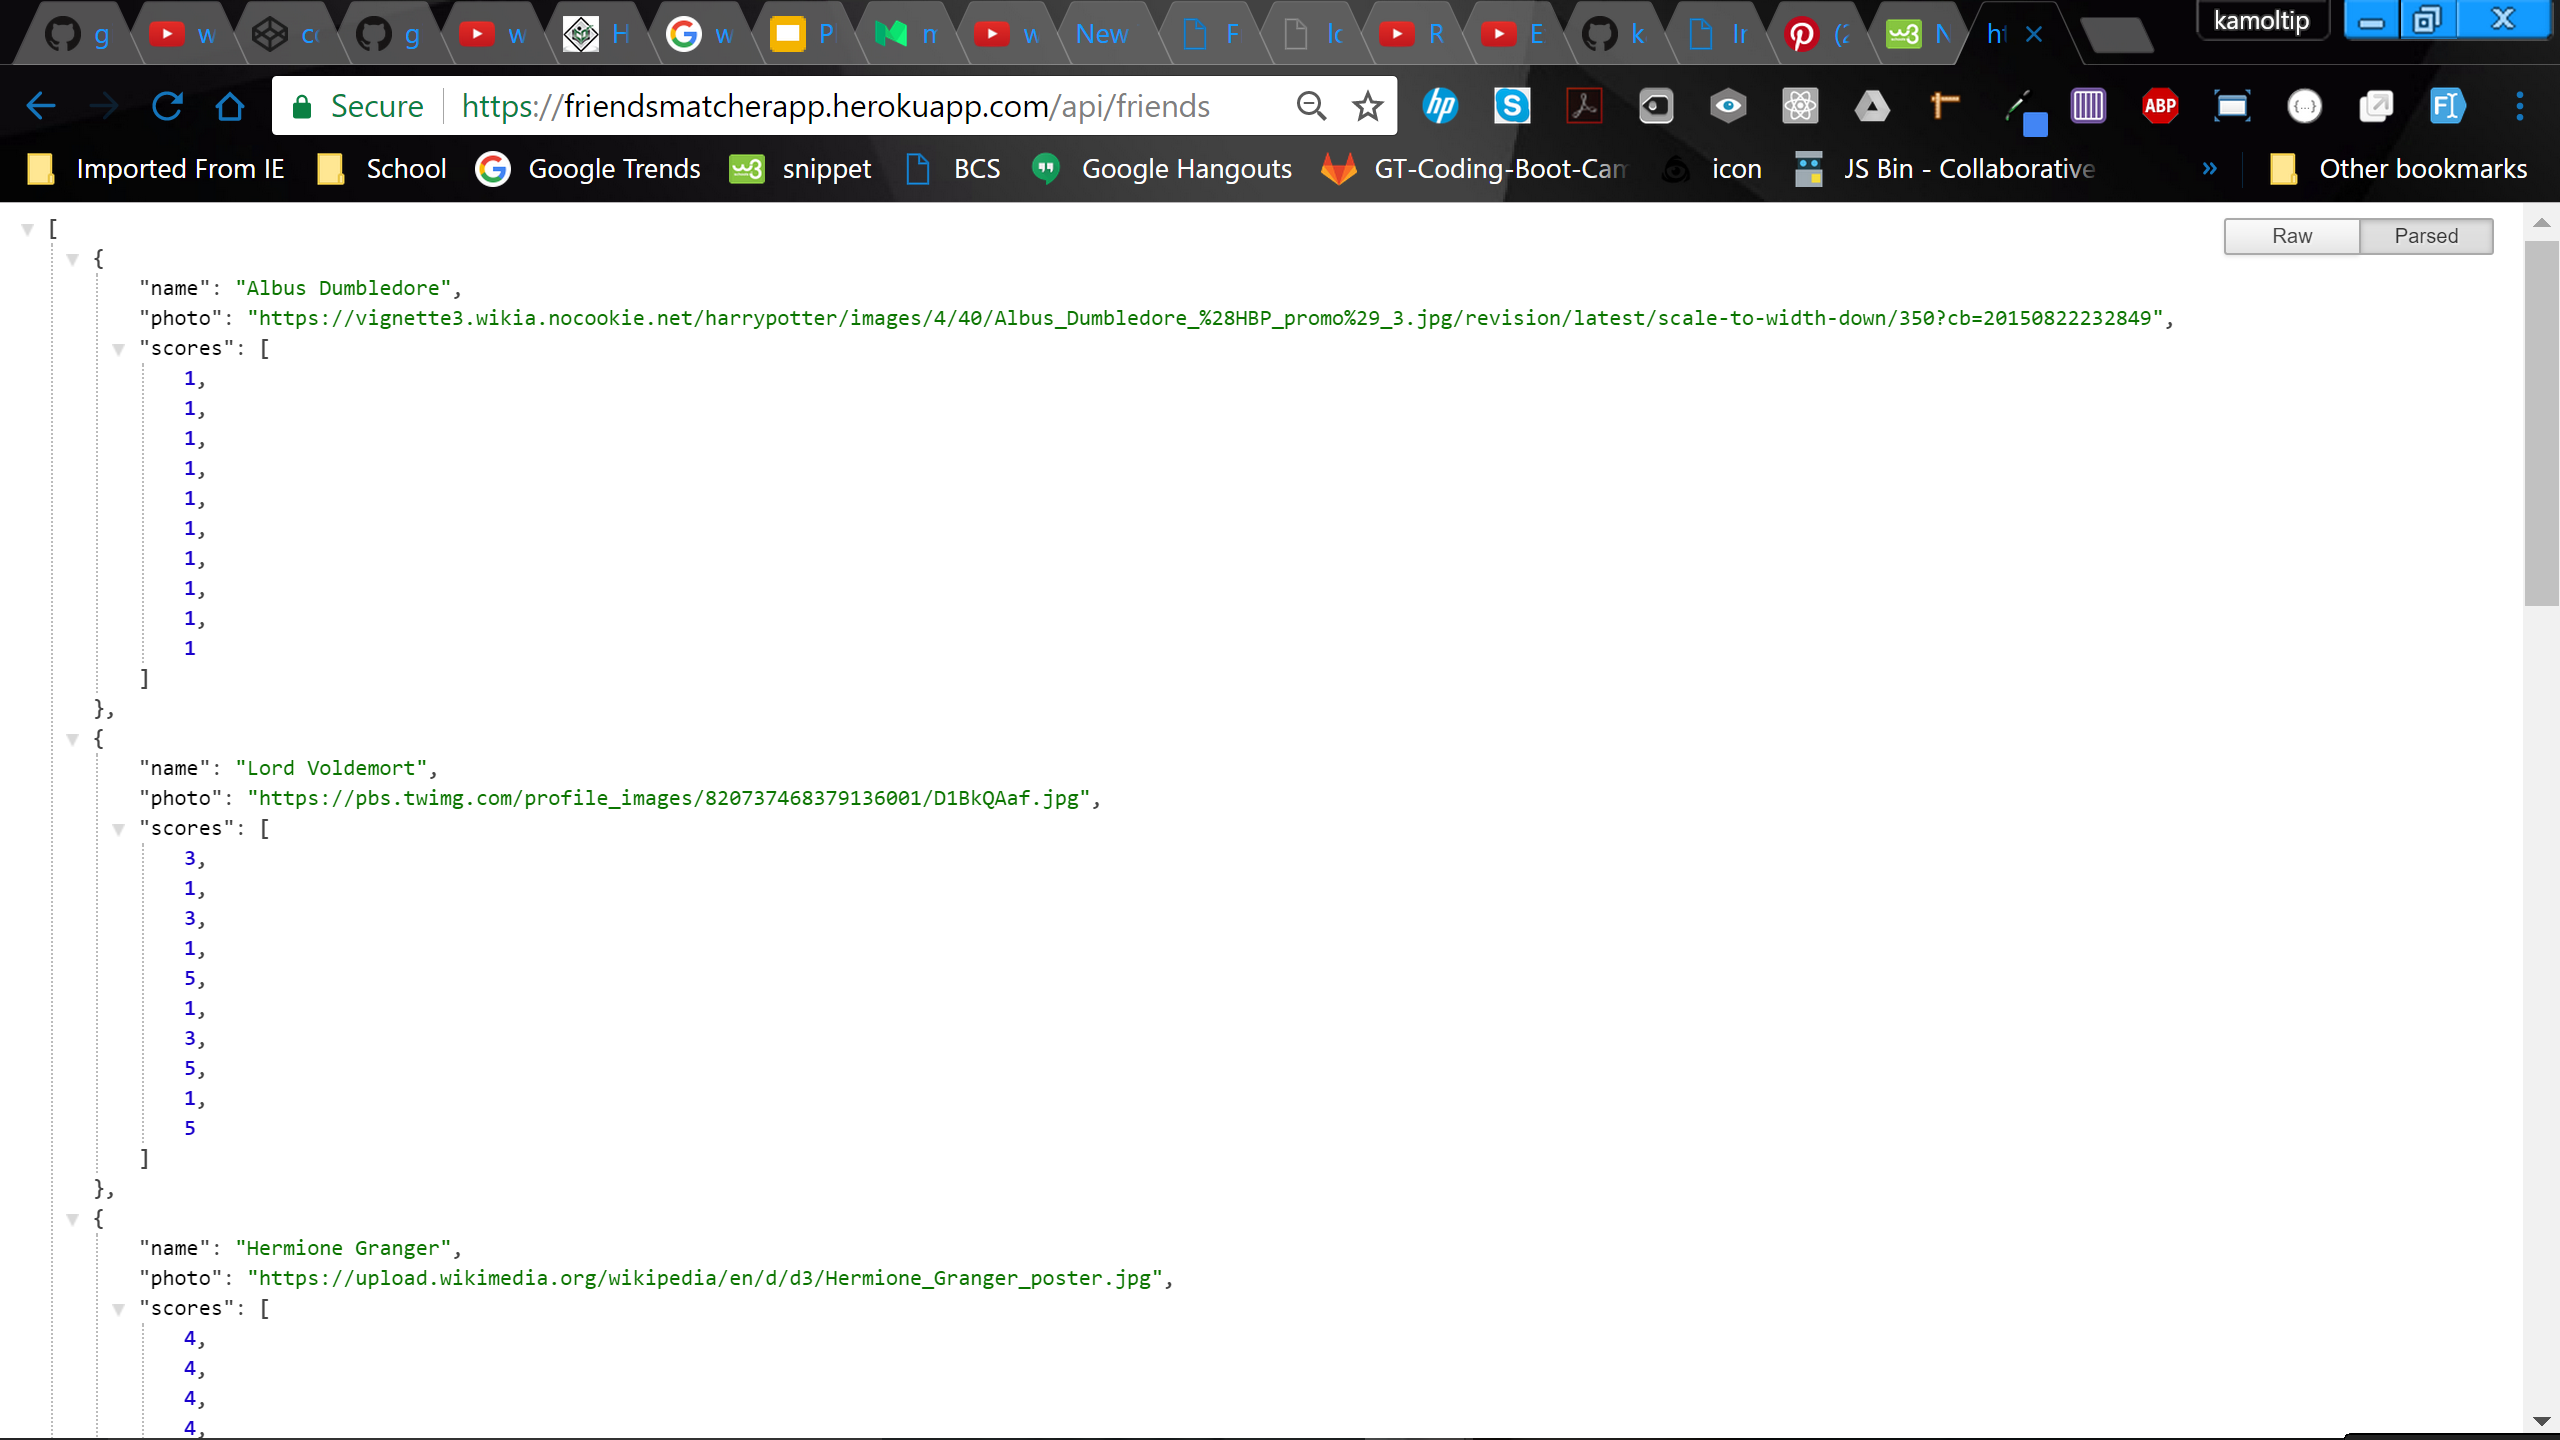 g w co g w H w P m w New F lo R E k In (2 N ht kamoltip
Secure https://friendsmatcherapp.herokuapp.com/api/friends
Imported From IE School Google Trends snippet BCS Google Hangouts GT-Coding-Boot-Cam icon JS Bin - Collaborative » Other bookmarks
Raw Parsed
[
{
"name": "Albus Dumbledore",
"photo": "https://vignette3.wikia.nocookie.net/harrypotter/images/4/40/Albus_Dumbledore_%28HBP_promo%29_3.jpg/revision/latest/scale-to-width-down/350?cb=20150822232849",
"scores": [
1,
1,
1,
1,
1,
1,
1,
1,
1,
1
]
},
{
"name": "Lord Voldemort",
"photo": "https://pbs.twimg.com/profile_images/820737468379136001/D1BkQAaf.jpg",
"scores": [
3,
1,
3,
1,
5,
1,
3,
5,
1,
5
]
},
{
"name": "Hermione Granger",
"photo": "https://upload.wikimedia.org/wikipedia/en/d/d3/Hermione_Granger_poster.jpg",
"scores": [
4,
4,
4,
4,